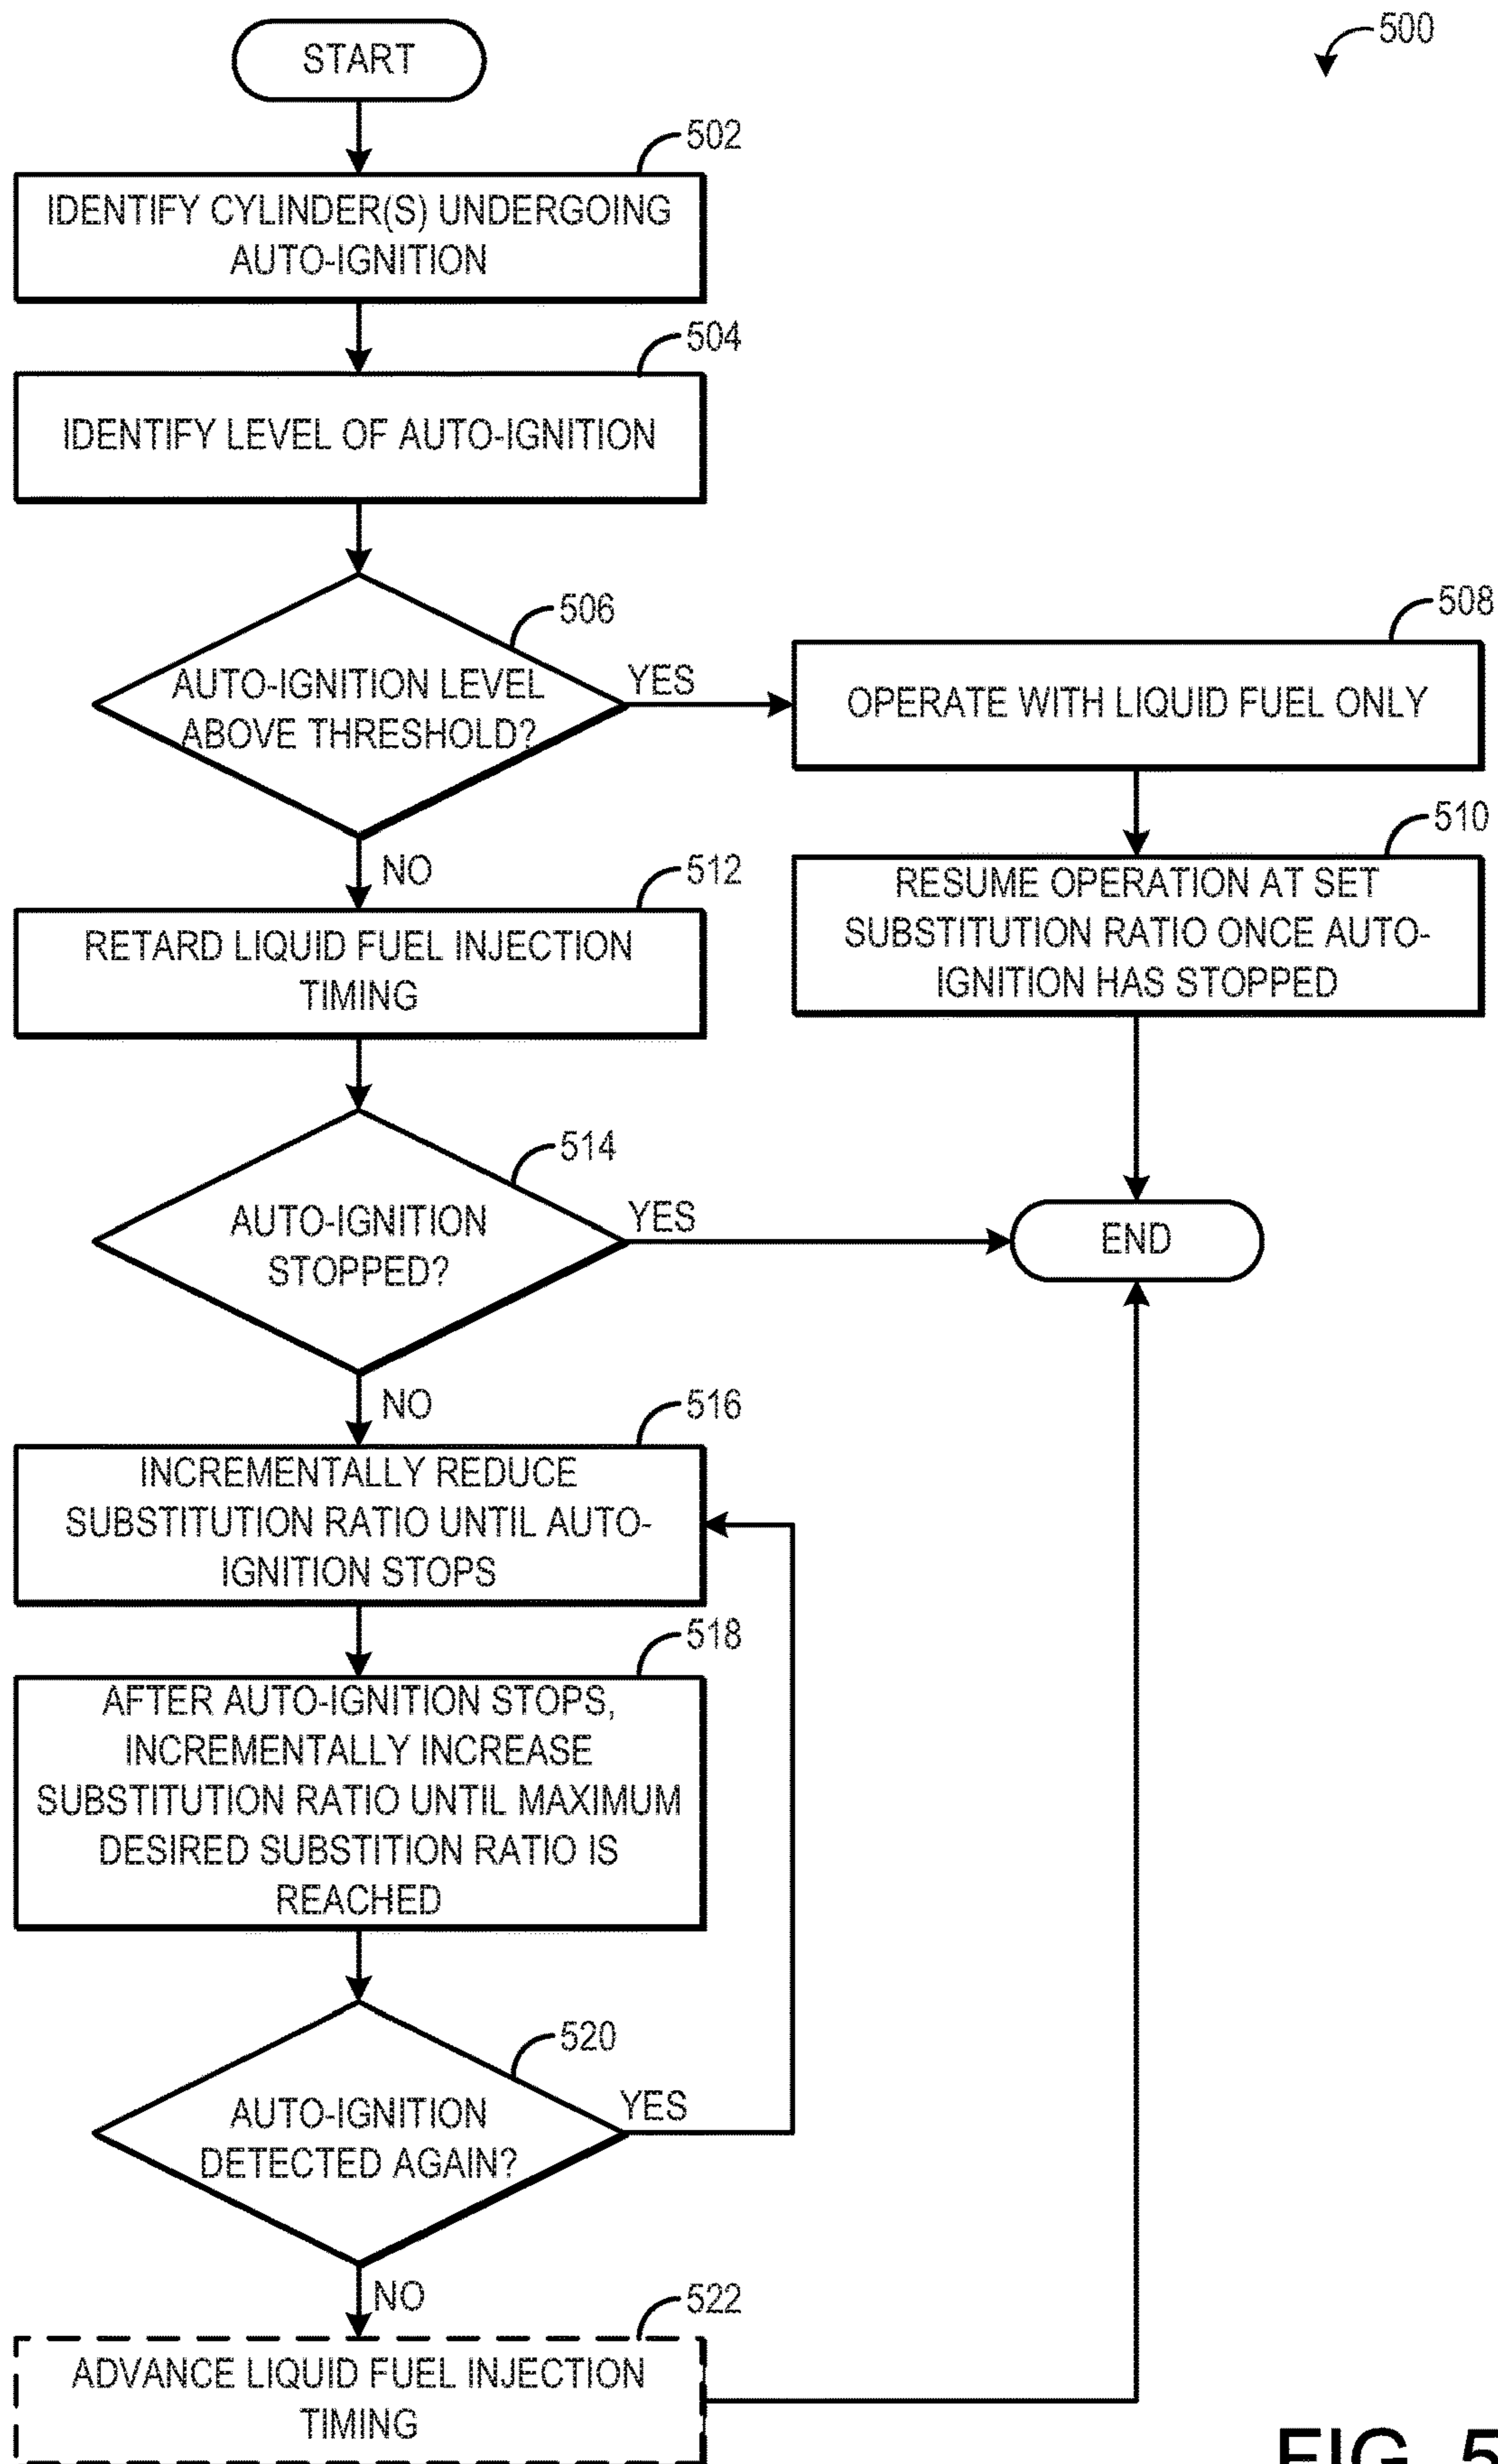 500
START
502
IDENTIFY CYLINDER(S) UNDERGOING
AUTO-IGNITION
504
IDENTIFY LEVEL OF AUTO-IGNITION
506
AUTO-IGNITION LEVEL
ABOVE THRESHOLD?
YES
508
OPERATE WITH LIQUID FUEL ONLY
510
RESUME OPERATION AT SET
SUBSTITUTION RATIO ONCE AUTO-
IGNITION HAS STOPPED
NO
512
RETARD LIQUID FUEL INJECTION
TIMING
514
AUTO-IGNITION
STOPPED?
YES
END
NO
516
INCREMENTALLY REDUCE
SUBSTITUTION RATIO UNTIL AUTO-
IGNITION STOPS
518
AFTER AUTO-IGNITION STOPS,
INCREMENTALLY INCREASE
SUBSTITUTION RATIO UNTIL MAXIMUM
DESIRED SUBSTITION RATIO IS
REACHED
520
AUTO-IGNITION
DETECTED AGAIN?
YES
NO
522
ADVANCE LIQUID FUEL INJECTION
TIMING
FIG. 5